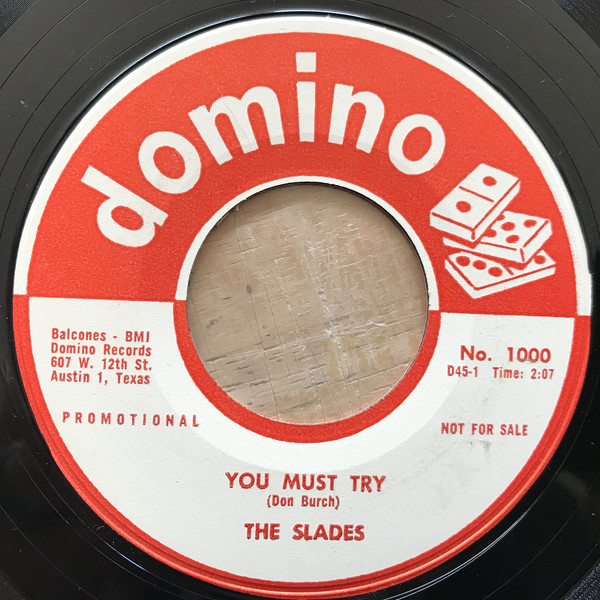 domino
Balcones - BMI
Domino Records
607 W. 12th St.
Austin 1, Texas
PROMOTIONAL
No. 1000
D45-1 Time: 2:07
NOT FOR SALE
YOU MUST TRY
(Don Burch)
THE SLADES